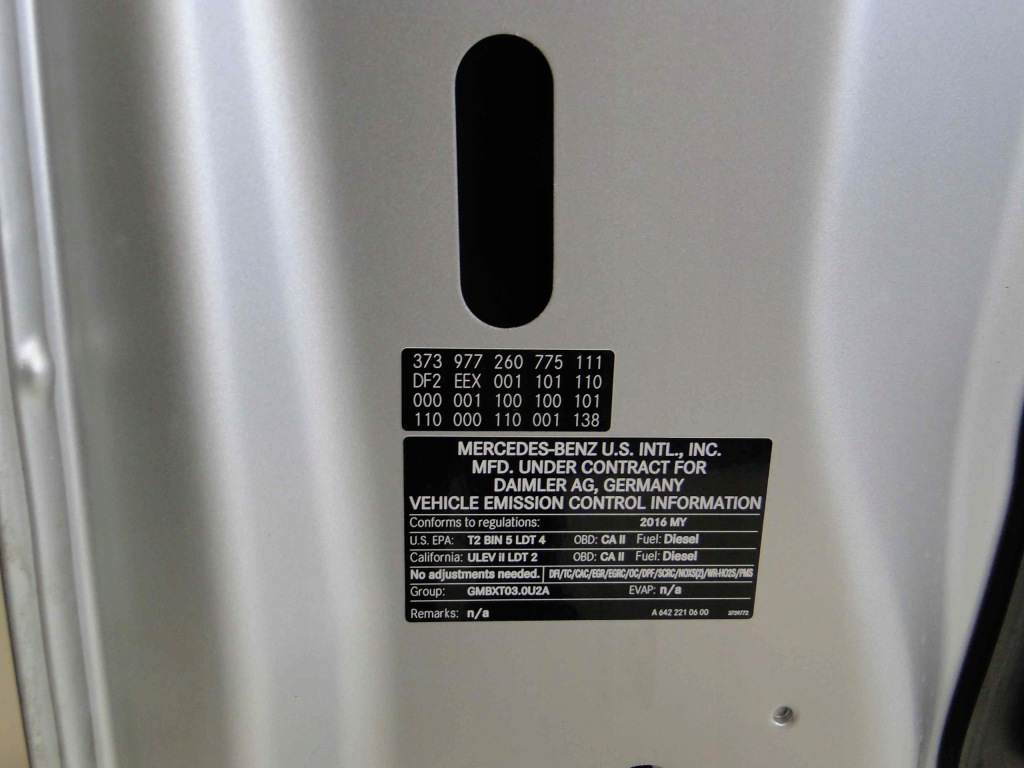 373 977 260 775 111
DF2 EEX 001 101 110
000 001 100 100 101
110 000 110 001 138
MERCEDES-BENZ U.S. INTL., INC.
MFD. UNDER CONTRACT FOR
DAIMLER AG, GERMANY
VEHICLE EMISSION CONTROL INFORMATION
Conforms to regulations: 2016 MY
U.S. EPA: T2 BIN 5 LDT 4 OBD: CA II Fuel: Diesel
California: ULEV II LDT 2 OBD: CA II Fuel: Diesel
No adjustments needed. DFI/TC/CAC/EGR/EGRC/OC/DPF/SCRC/NOXS(2)/WR-HO2S/PMS
Group: GMBXT03.0U2A EVAP: n/a
Remarks: n/a A 642 221 06 00